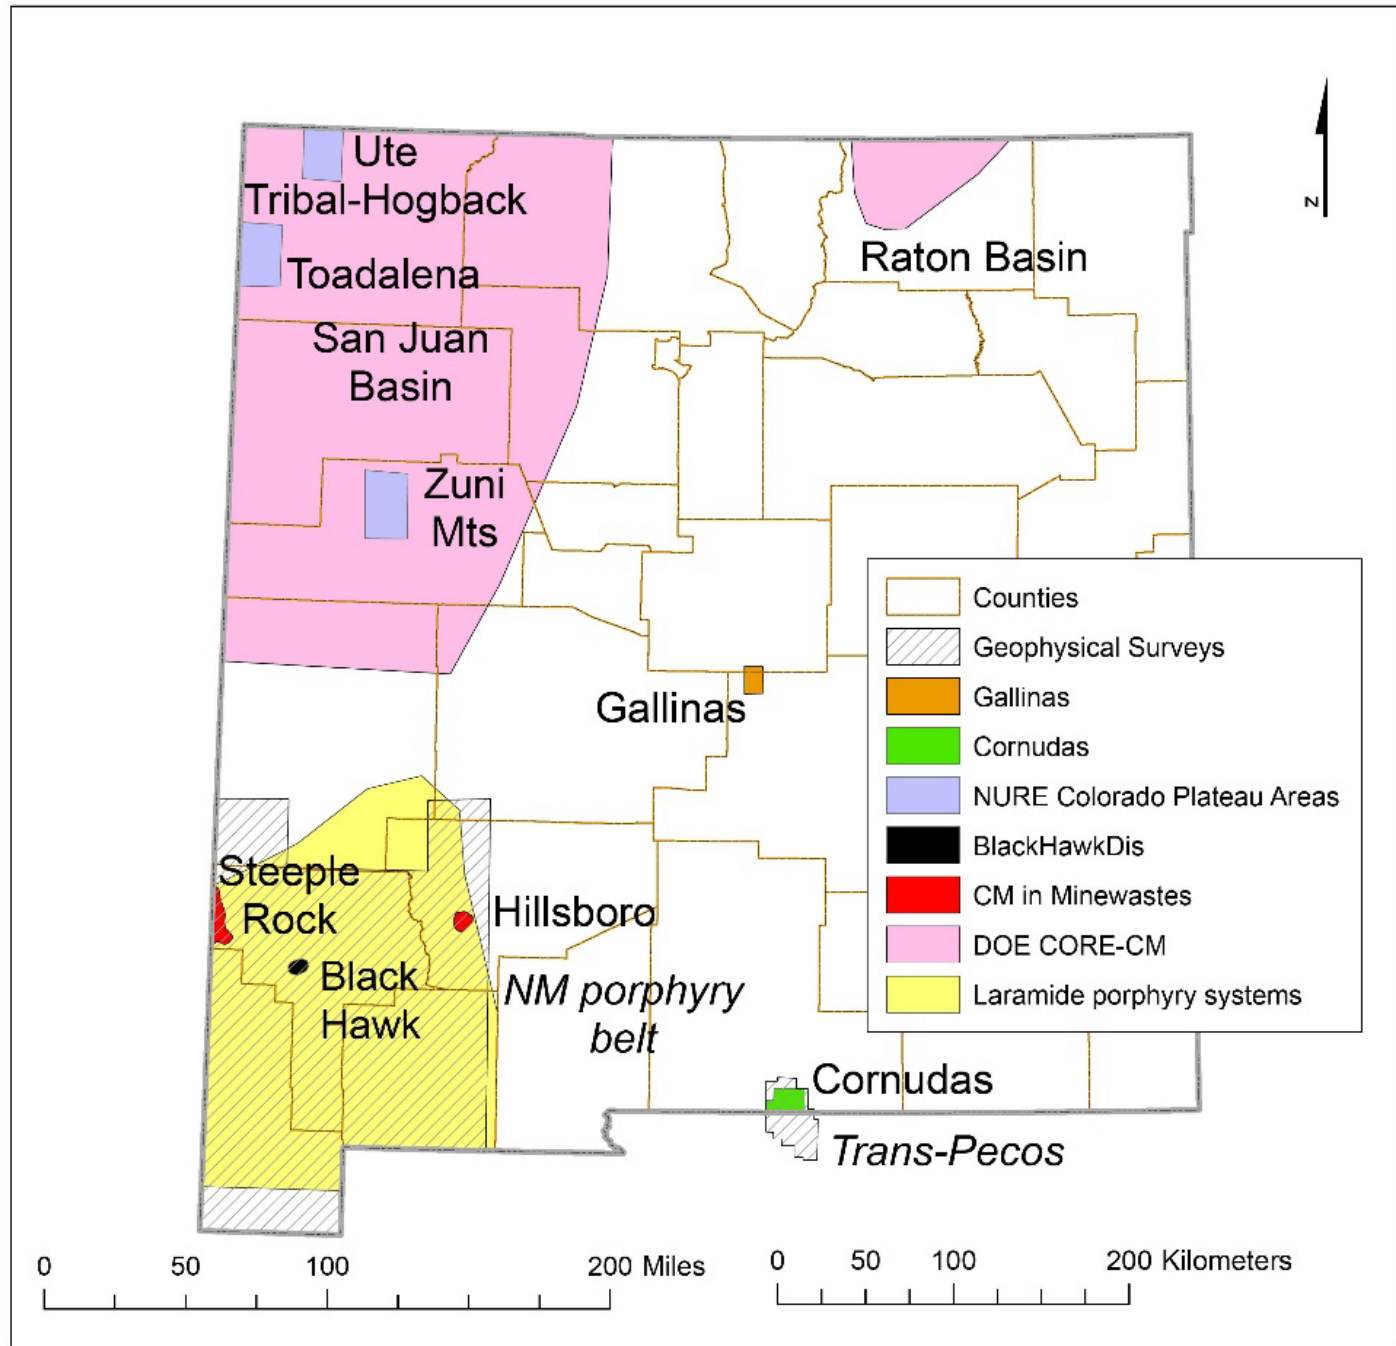 Ute
Tribal-Hogback
Toadalena
San Juan
Basin
Raton Basin
N
Zuni
Mts
Gallinas
Steeple
Rock
Hillsboro
Black
Hawk
NM porphyry
belt
Cornudas
Trans-Pecos
Counties
Geophysical Surveys
Gallinas
Cornudas
NURE Colorado Plateau Areas
BlackHawkDis
CM in Minewastes
DOE CORE-CM
Laramide porphyry systems
0 50 100 200 Miles
0 50 100 200 Kilometers